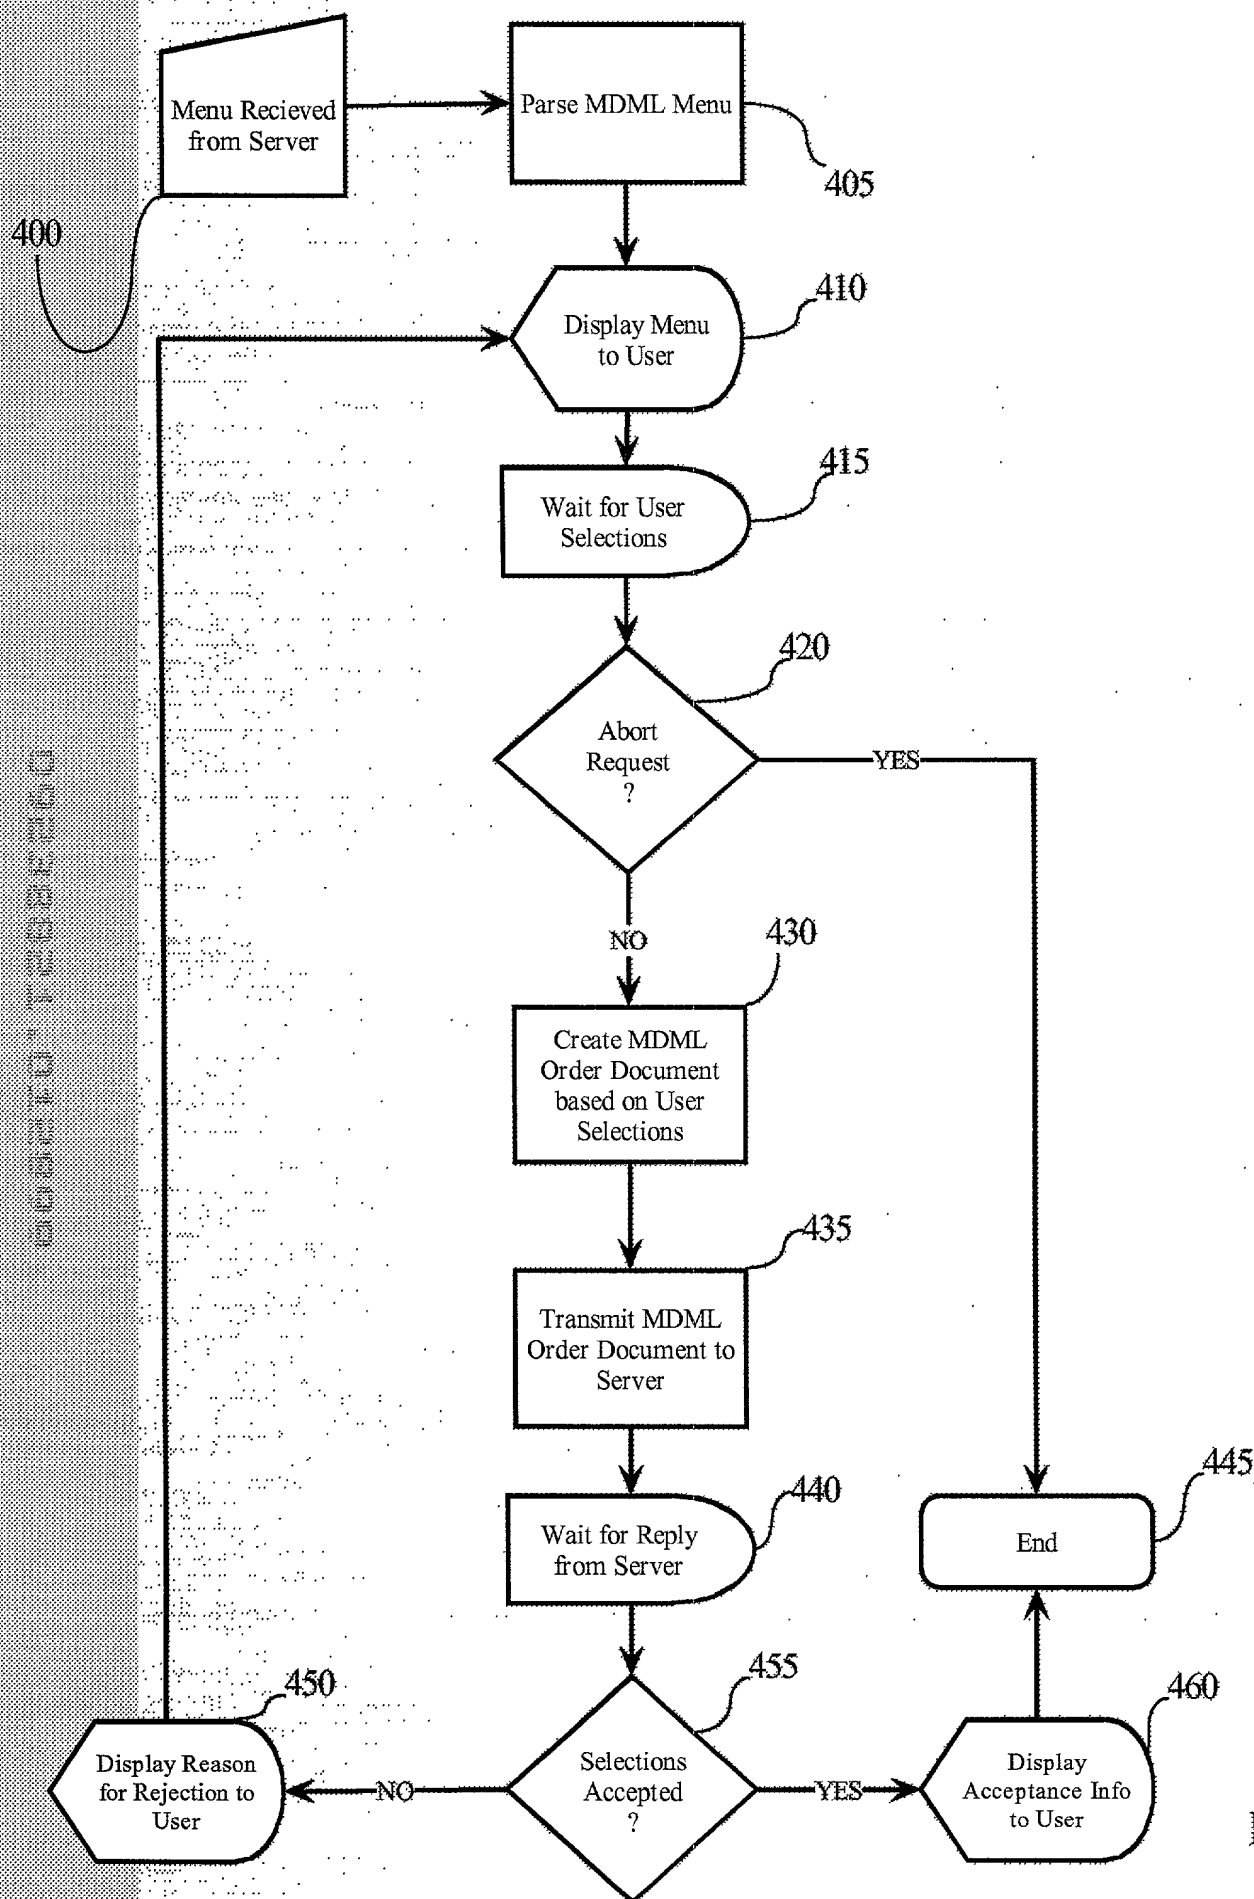 Menu Recieved
from Server
Parse MDML Menu
405
400
410
Display Menu
to User
415
Wait for User
Selections
420
Abort
Request
?
YES
NO
430
Create MDML
Order Document
based on User
Selections
435
Transmit MDML
Order Document to
Server
440
Wait for Reply
from Server
445
End
455
450
460
Display Reason
for Rejection to
User
NO
Selections
Accepted
?
YES
Display
Acceptance Info
to User